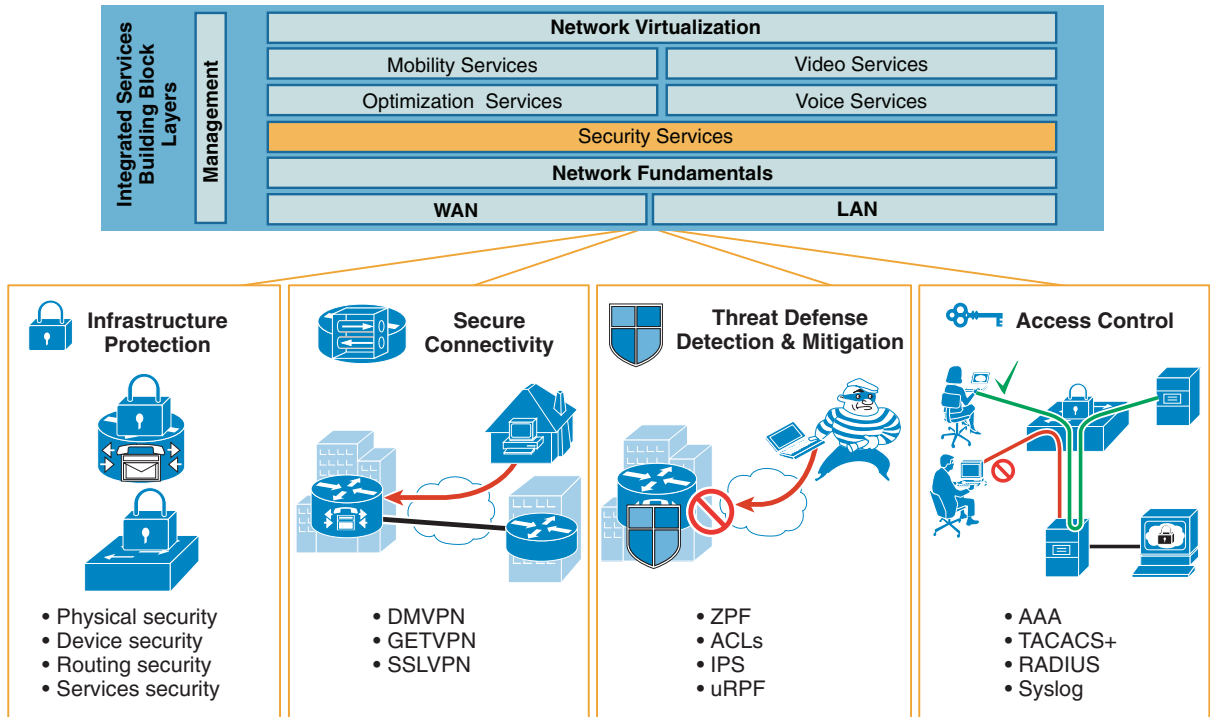 Integrated Services
Building Block
Layers
Management
Network Virtualization
Mobility Services
Video Services
Optimization Services
Voice Services
Security Services
Network Fundamentals
WAN
LAN
Infrastructure
Protection
• Physical security
• Device security
• Routing security
• Services security
Secure
Connectivity
• DMVPN
• GETVPN
• SSLVPN
Threat Defense
Detection & Mitigation
• ZPF
• ACLs
• IPS
• uRPF
Access Control
• AAA
• TACACS+
• RADIUS
• Syslog